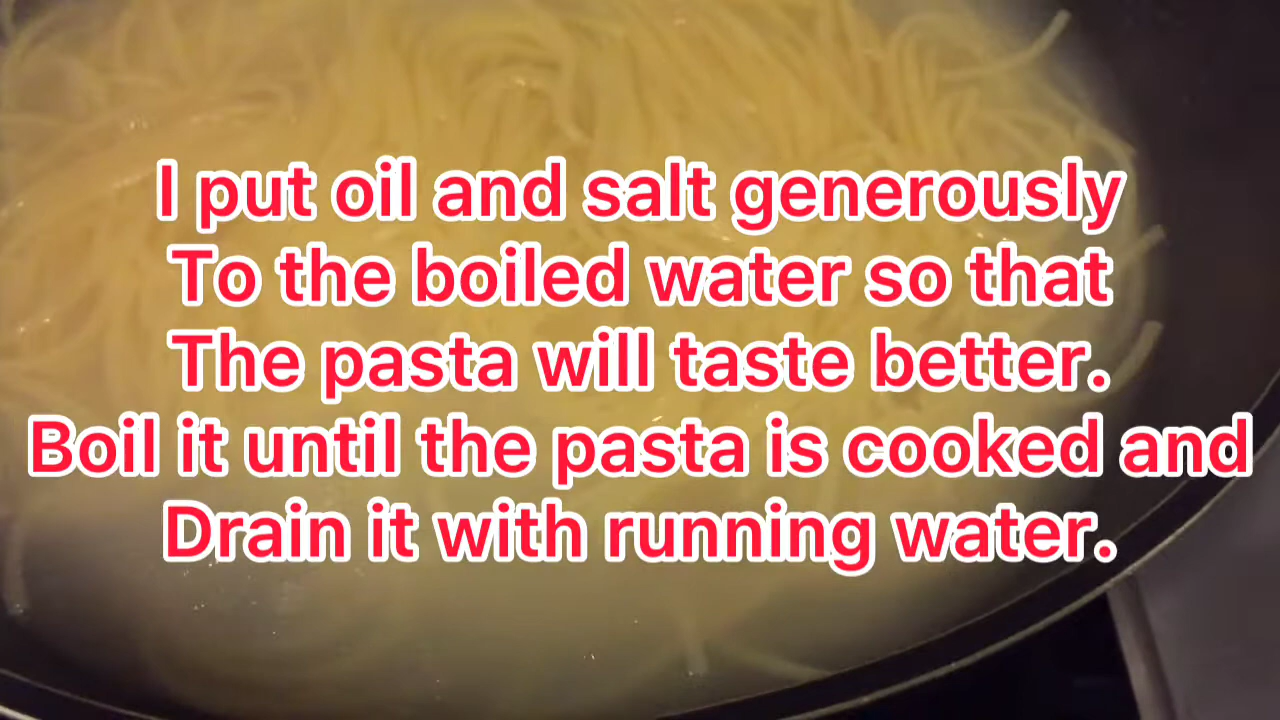 I put oil and salt generously
To the boiled water so that
The pasta will taste better.
Boil it until the pasta is cooked and
Drain it with running water.